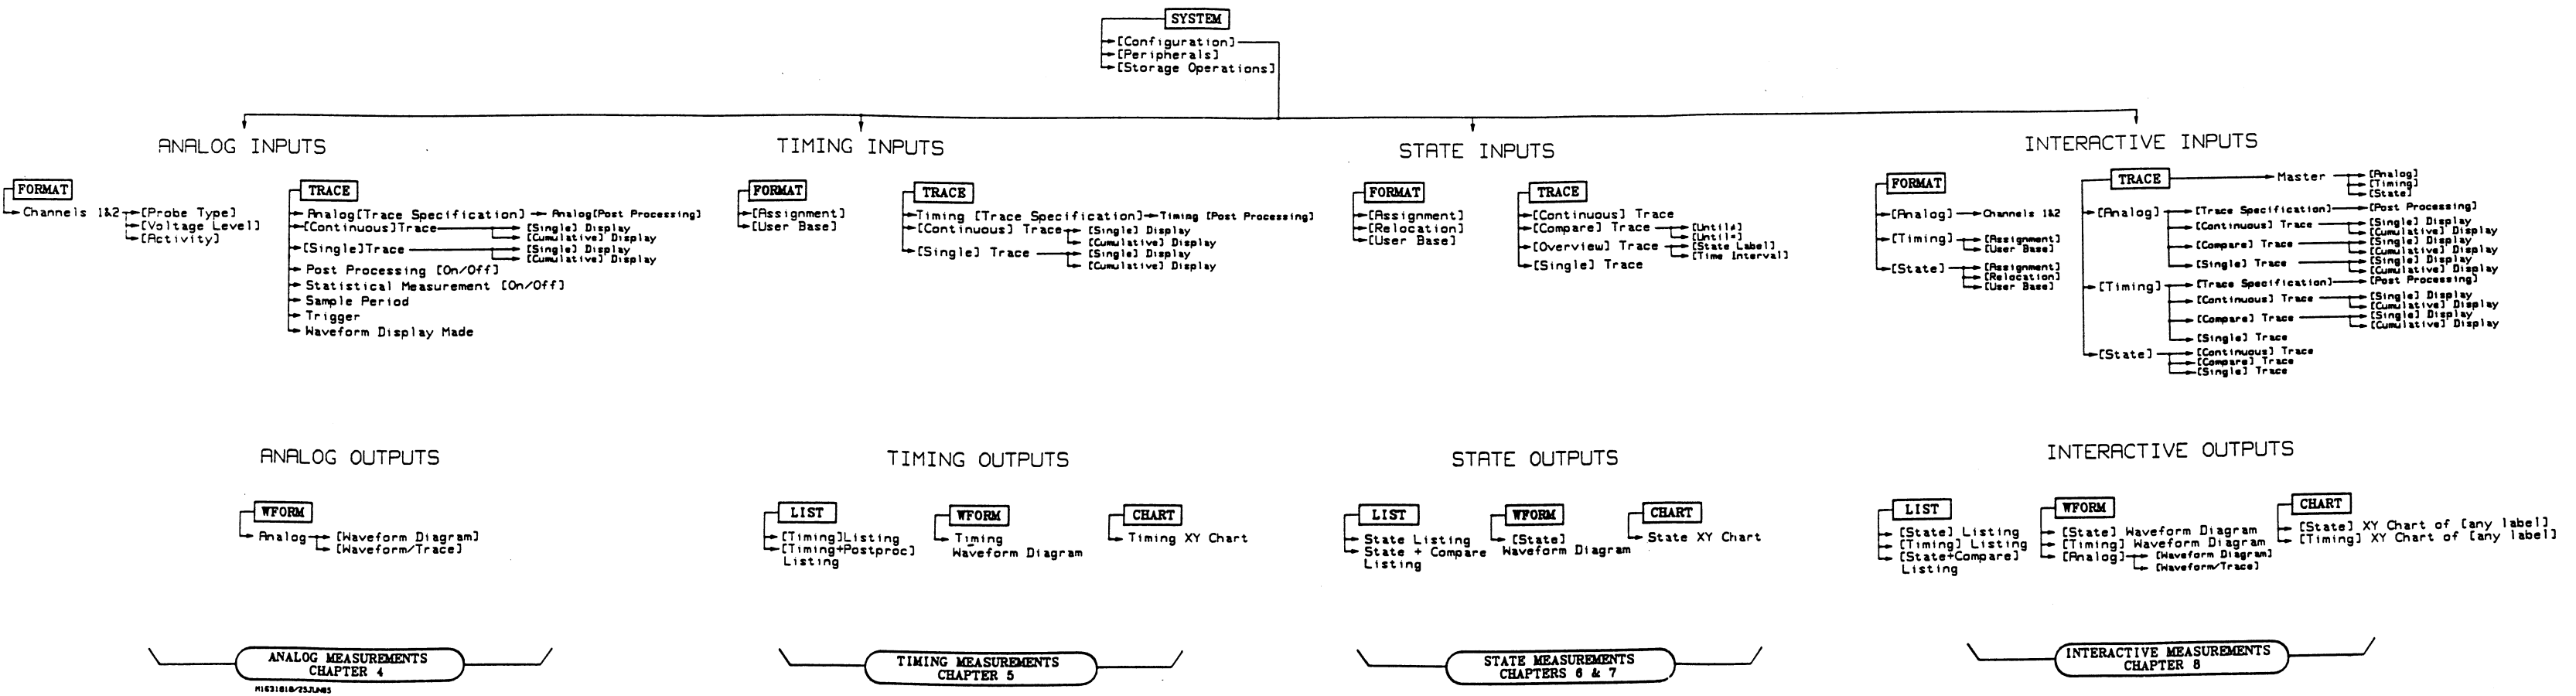 SYSTEM
[Configuration]
[Peripherals]
[Storage Operations]
ANALOG INPUTS
FORMAT
Channels 1&2
[Probe Type]
[Voltage Level]
[Activity]
TRACE
Analog[Trace Specification]
Analog[Post Processing]
[Continuous]Trace
[Single] Display
[Cumulative] Display
[Single]Trace
[Single] Display
[Cumulative] Display
Post Processing [On/Off]
Statistical Measurement [On/Off]
Sample Period
Trigger
Waveform Display Made
TIMING INPUTS
FORMAT
[Assignment]
[User Base]
TRACE
Timing [Trace Specification]
Timing [Post Processing]
[Continuous] Trace
[Single] Display
[Cumulative] Display
[Single] Trace
[Single] Display
[Cumulative] Display
STATE INPUTS
FORMAT
[Assignment]
[Relocation]
[User Base]
TRACE
[Continuous] Trace
[Compare] Trace
[Until≠]
[Until=]
[Overview] Trace
[State Label]
[Time Interval]
[Single] Trace
INTERACTIVE INPUTS
FORMAT
[Analog]
Channels 1&2
[Timing]
[Assignment]
[User Base]
[State]
[Assignment]
[Relocation]
[User Base]
TRACE
Master
[Analog]
[Timing]
[State]
[Analog]
[Trace Specification]
[Post Processing]
[Continuous] Trace
[Single] Display
[Cumulative] Display
[Compare] Trace
[Single] Display
[Cumulative] Display
[Single] Trace
[Single] Display
[Cumulative] Display
[Timing]
[Trace Specification]
[Post Processing]
[Continuous] Trace
[Single] Display
[Cumulative] Display
[Compare] Trace
[Single] Display
[Cumulative] Display
[Single] Trace
[State]
[Continuous] Trace
[Compare] Trace
[Single] Trace
ANALOG OUTPUTS
WFORM
Analog
[Waveform Diagram]
[Waveform/Trace]
TIMING OUTPUTS
LIST
[Timing]Listing
[Timing+Postproc]
Listing
WFORM
Timing
Waveform Diagram
CHART
Timing XY Chart
STATE OUTPUTS
LIST
State Listing
State + Compare
Listing
WFORM
[State]
Waveform Diagram
CHART
State XY Chart
INTERACTIVE OUTPUTS
LIST
[State] Listing
[Timing] Listing
[State+Compare]
Listing
WFORM
[State] Waveform Diagram
[Timing] Waveform Diagram
[Analog]
[Waveform Diagram]
[Waveform/Trace]
CHART
[State] XY Chart of [any label]
[Timing] XY Chart of [any label]
ANALOG MEASUREMENTS
CHAPTER 4
M1631818/25JUN85
TIMING MEASUREMENTS
CHAPTER 5
STATE MEASUREMENTS
CHAPTERS 6 & 7
INTERACTIVE MEASUREMENTS
CHAPTER 8